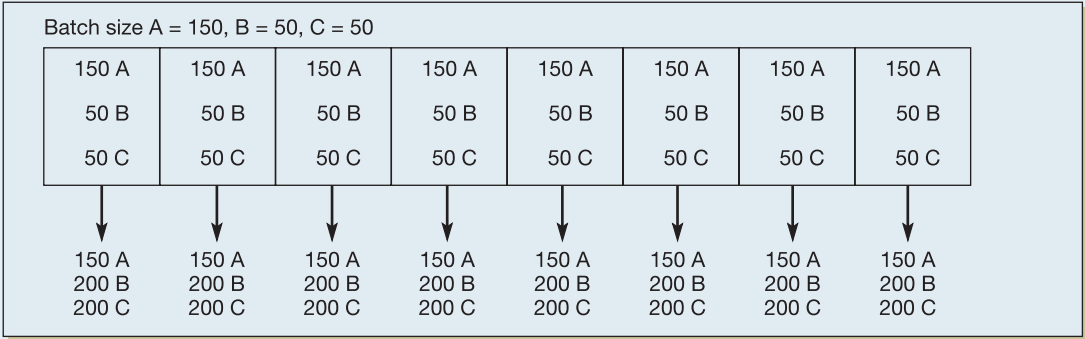 Batch size A = 150, B = 50, C = 50
150 A 150 A 150 A 150 A 150 A 150 A 150 A 150 A
50 B 50 B 50 B 50 B 50 B 50 B 50 B 50 B
50 C 50 C 50 C 50 C 50 C 50 C 50 C 50 C
150 A 150 A 150 A 150 A 150 A 150 A 150 A 150 A
200 B 200 B 200 B 200 B 200 B 200 B 200 B 200 B
200 C 200 C 200 C 200 C 200 C 200 C 200 C 200 C